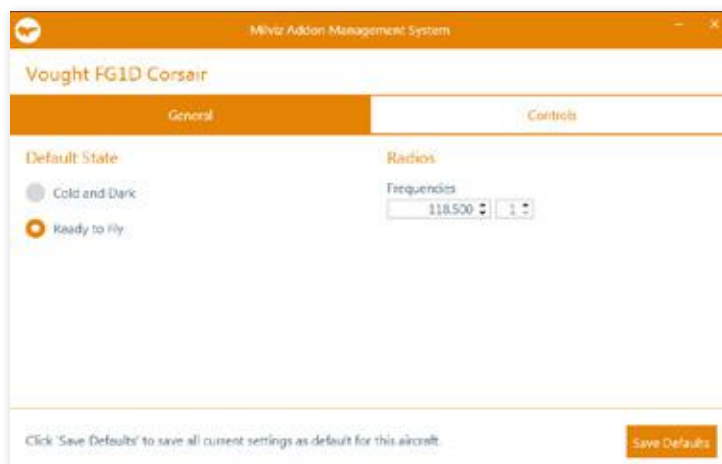 Milviz Addon Management System
Vought FG1D Corsair
General
Controls
Default State
Radios
Cold and Dark
Frequencies
118.500 1
Ready to Fly
Click 'Save Defaults' to save all current settings as default for this aircraft.
Save Defaults